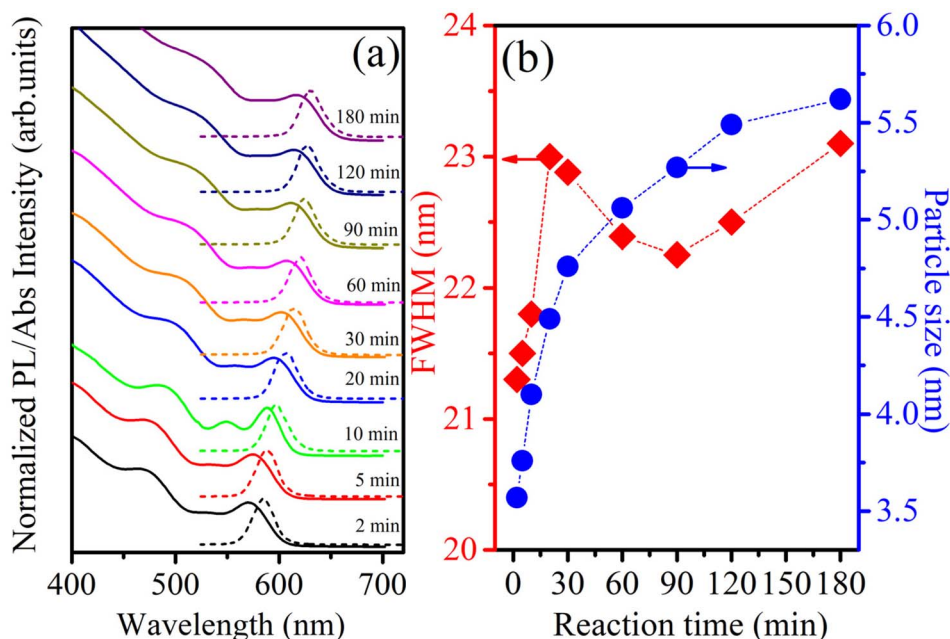 (a)
Normalized PL/Abs Intensity (arb.units)
180 min
120 min
90 min
60 min
30 min
20 min
10 min
5 min
2 min
400 500 600 700
Wavelength (nm)
(b)
FWHM (nm)
24
23
22
21
20
Particle size (nm)
6.0
5.5
5.0
4.5
4.0
3.5
0 30 60 90 120 150 180
Reaction time (min)